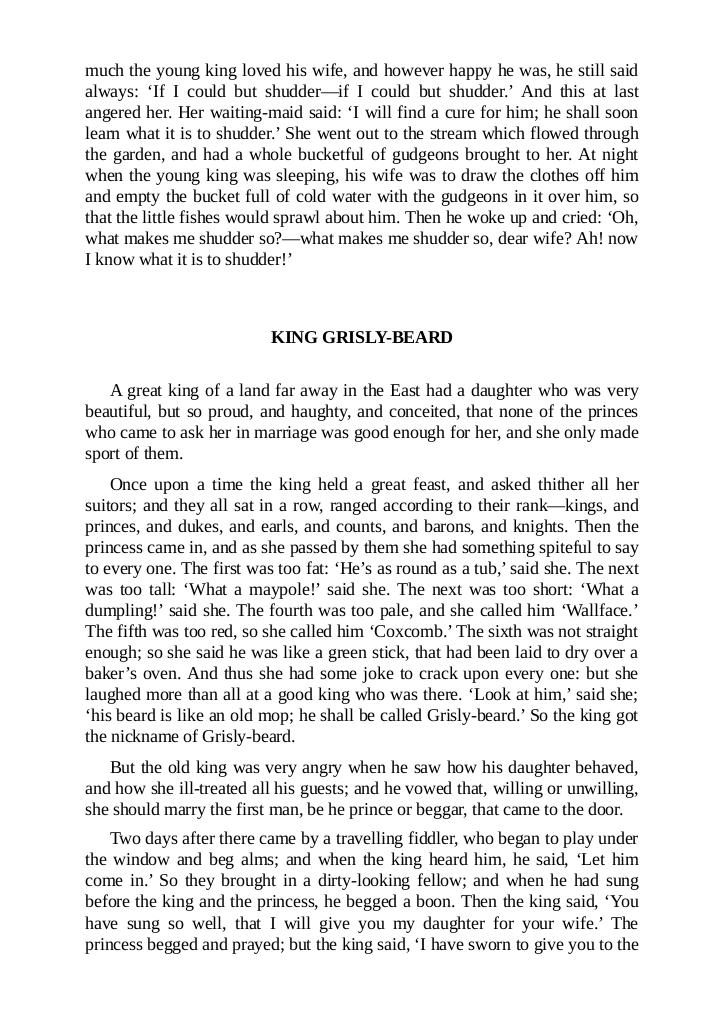 much the young king loved his wife, and however happy he was, he still said
always: ‘If I could but shudder—if I could but shudder.’ And this at last
angered her. Her waiting-maid said: ‘I will find a cure for him; he shall soon
learn what it is to shudder.’ She went out to the stream which flowed through
the garden, and had a whole bucketful of gudgeons brought to her. At night
when the young king was sleeping, his wife was to draw the clothes off him
and empty the bucket full of cold water with the gudgeons in it over him, so
that the little fishes would sprawl about him. Then he woke up and cried: ‘Oh,
what makes me shudder so?—what makes me shudder so, dear wife? Ah! now
I know what it is to shudder!’
KING GRISLY-BEARD
A great king of a land far away in the East had a daughter who was very
beautiful, but so proud, and haughty, and conceited, that none of the princes
who came to ask her in marriage was good enough for her, and she only made
sport of them.
Once upon a time the king held a great feast, and asked thither all her
suitors; and they all sat in a row, ranged according to their rank—kings, and
princes, and dukes, and earls, and counts, and barons, and knights. Then the
princess came in, and as she passed by them she had something spiteful to say
to every one. The first was too fat: ‘He’s as round as a tub,’ said she. The next
was too tall: ‘What a maypole!’ said she. The next was too short: ‘What a
dumpling!’ said she. The fourth was too pale, and she called him ‘Wallface.’
The fifth was too red, so she called him ‘Coxcomb.’ The sixth was not straight
enough; so she said he was like a green stick, that had been laid to dry over a
baker’s oven. And thus she had some joke to crack upon every one: but she
laughed more than all at a good king who was there. ‘Look at him,’ said she;
‘his beard is like an old mop; he shall be called Grisly-beard.’ So the king got
the nickname of Grisly-beard.
But the old king was very angry when he saw how his daughter behaved,
and how she ill-treated all his guests; and he vowed that, willing or unwilling,
she should marry the first man, be he prince or beggar, that came to the door.
Two days after there came by a travelling fiddler, who began to play under
the window and beg alms; and when the king heard him, he said, ‘Let him
come in.’ So they brought in a dirty-looking fellow; and when he had sung
before the king and the princess, he begged a boon. Then the king said, ‘You
have sung so well, that I will give you my daughter for your wife.’ The
princess begged and prayed; but the king said, ‘I have sworn to give you to the